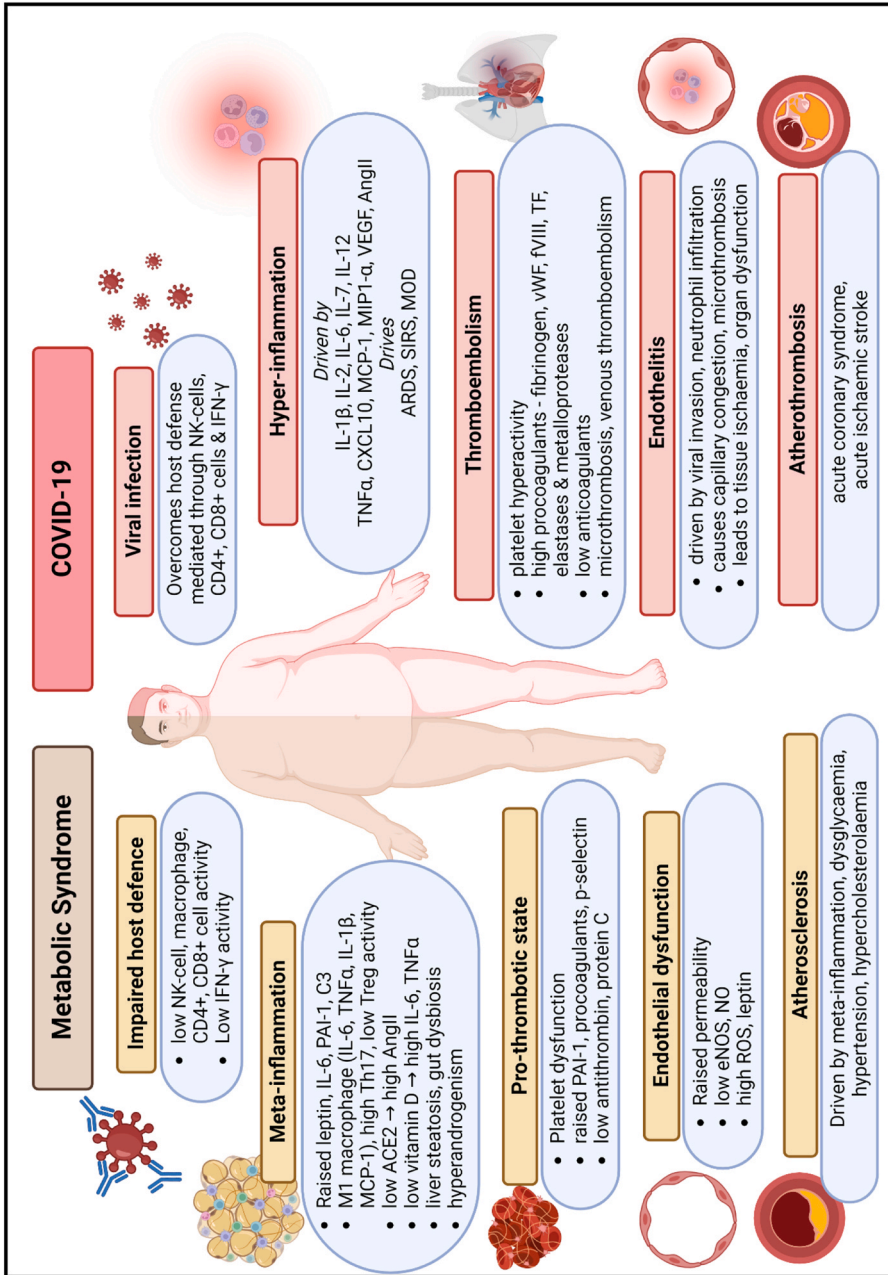 Metabolic Syndrome
COVID-19
Impaired host defence
• low NK-cell, macrophage,
CD4+, CD8+ cell activity
• Low IFN-γ activity
Viral infection
Overcomes host defense
mediated through NK-cells,
CD4+, CD8+ cells & IFN-γ
Meta-inflammation
• Raised leptin, IL-6, PAI-1, C3
• M1 macrophage (IL-6, TNFα, IL-1β,
MCP-1), high Th17, low Treg activity
• low ACE2 → high AngII
• low vitamin D → high IL-6, TNFα
• liver steatosis, gut dysbiosis
• hyperandrogenism
Hyper-inflammation
Driven by
IL-1β, IL-2, IL-6, IL-7, IL-12
TNFα, CXCL10, MCP-1, MIP1-α, VEGF, AngII
Drives
ARDS, SIRS, MOD
Pro-thrombotic state
• Platelet dysfunction
• raised PAI-1, procoagulants, p-selectin
• low antithrombin, protein C
Thromboembolism
• platelet hyperactivity
• high procoagulants - fibrinogen, vWF, fVIII, TF,
elastases & metalloproteases
• low anticoagulants
• microthrombosis, venous thromboembolism
Endothelial dysfunction
• Raised permeability
• low eNOS, NO
• high ROS, leptin
Endothelitis
• driven by viral invasion, neutrophil infiltration
• causes capillary congestion, microthrombosis
• leads to tissue ischaemia, organ dysfunction
Atherosclerosis
Driven by meta-inflammation, dysglycaemia,
hypertension, hypercholesterolaemia
Atherothrombosis
acute coronary syndrome,
acute ischaemic stroke